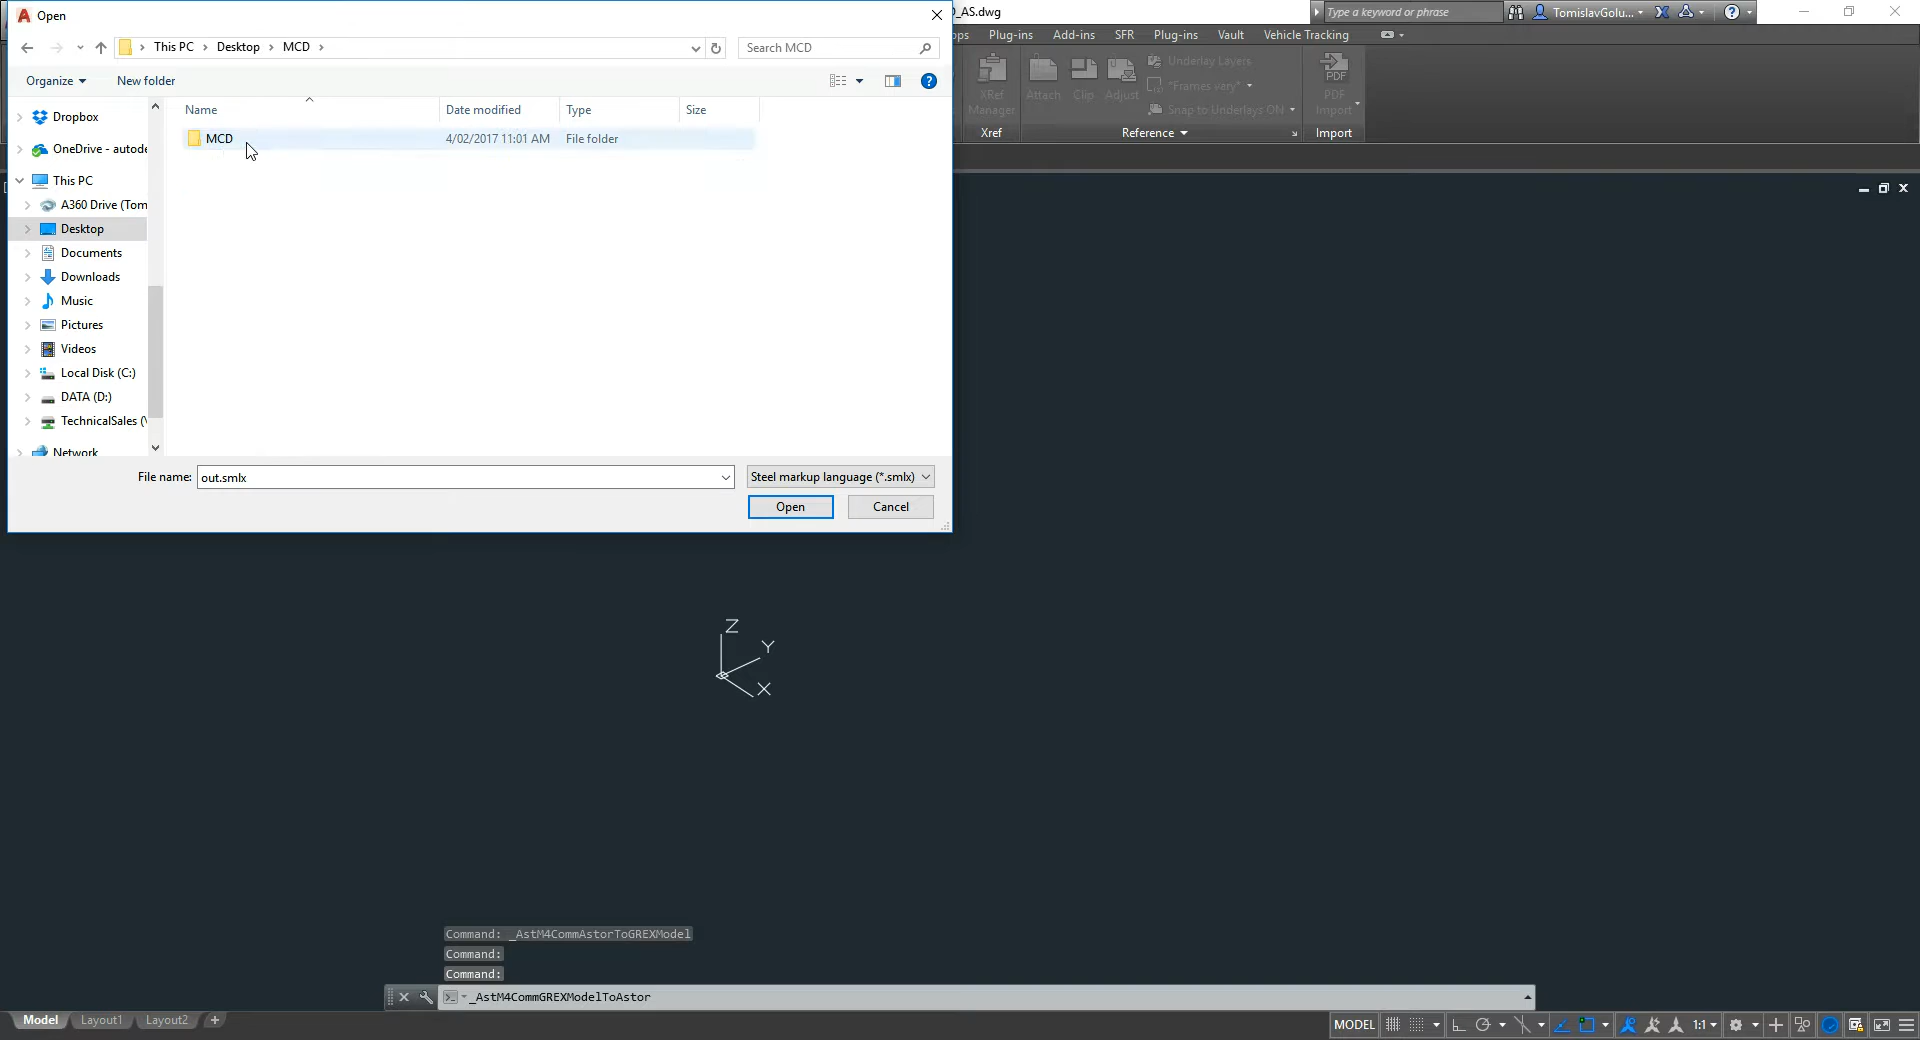 Open
_AS.dwg
Type a keyword or phrase
TomislavGolu...
This PC
Desktop
MCD
Search MCD
Plug-ins
Add-ins
SFR
Plug-ins
Vault
Vehicle Tracking
Organize
New folder
XRef
Manager
Attach
Clip
Adjust
Underlay Layers
*Frames vary*
Snap to Underlays ON
PDF
PDF
Import
Xref
Reference
Import
Name
Date modified
Type
Size
MCD
4/02/2017 11:01 AM
File folder
Dropbox
OneDrive - autode
This PC
A360 Drive (Tom
Desktop
Documents
Downloads
Music
Pictures
Videos
Local Disk (C:)
DATA (D:)
TechnicalSales (
Network
File name:
out.smlx
Steel markup language (*.smlx)
Open
Cancel
Z
Y
X
Command: _AstM4CommAstorToGREXModel
Command:
Command:
_AstM4CommGREXModelToAstor
Model
Layout1
Layout2
MODEL
1:1